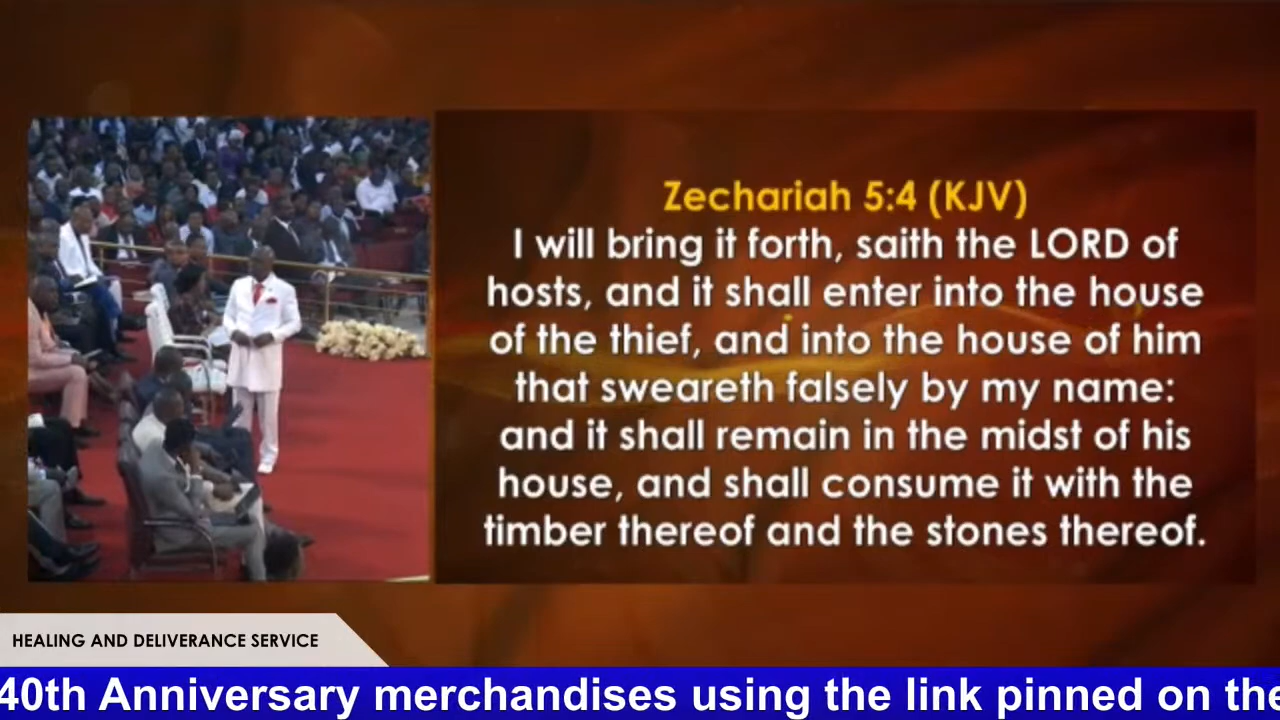 Zechariah 5:4 (KJV)
I will bring it forth, saith the LORD of
hosts, and it shall enter into the house
of the thief, and into the house of him
that sweareth falsely by my name:
and it shall remain in the midst of his
house, and shall consume it with the
timber thereof and the stones thereof.
HEALING AND DELIVERANCE SERVICE
40th Anniversary merchandises using the link pinned on the